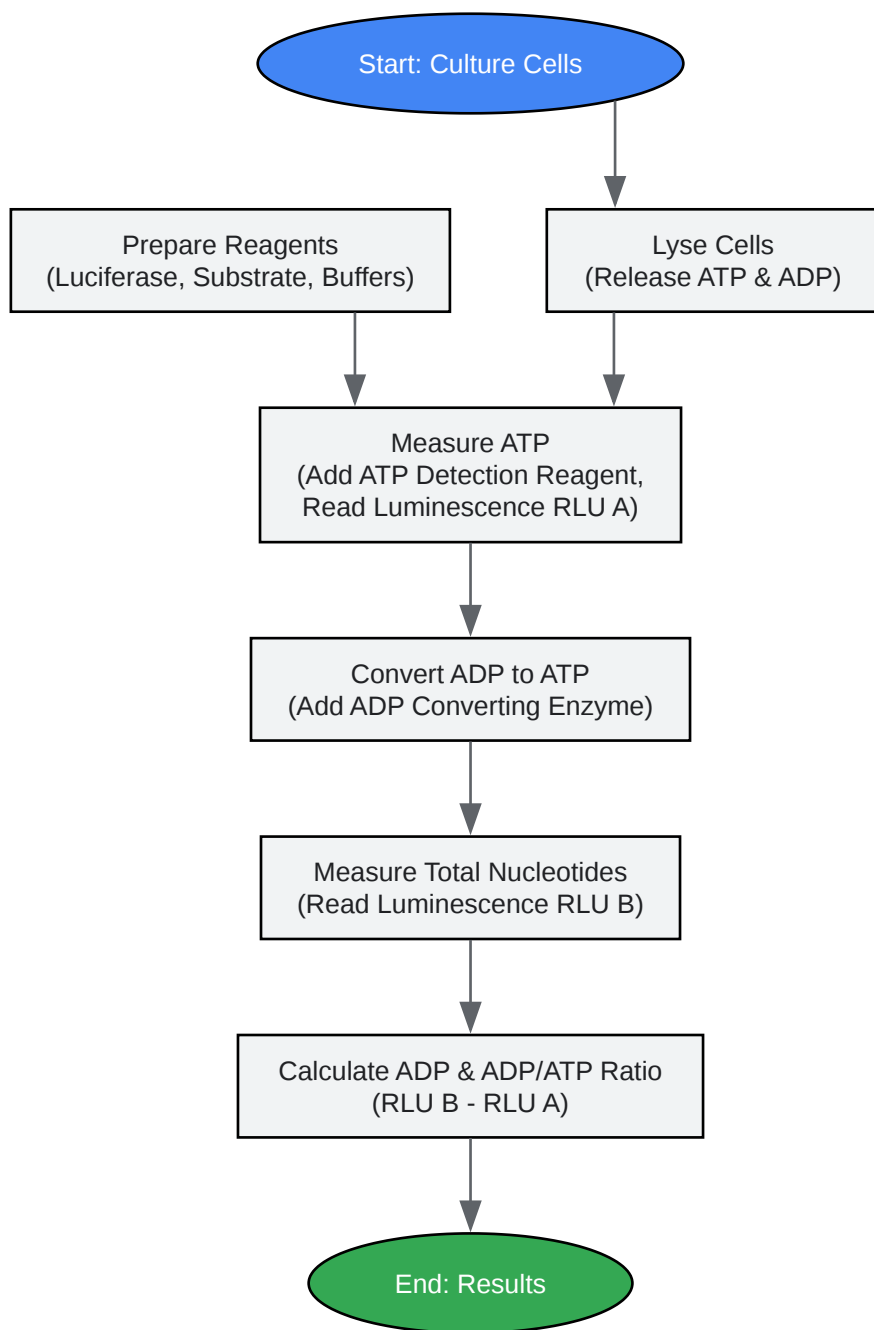 Start: Culture Cells
Prepare Reagents
(Luciferase, Substrate, Buffers)
Lyse Cells
(Release ATP & ADP)
Measure ATP
(Add ATP Detection Reagent,
Read Luminescence RLU A)
Convert ADP to ATP
(Add ADP Converting Enzyme)
Measure Total Nucleotides
(Read Luminescence RLU B)
Calculate ADP & ADP/ATP Ratio
(RLU B - RLU A)
End: Results